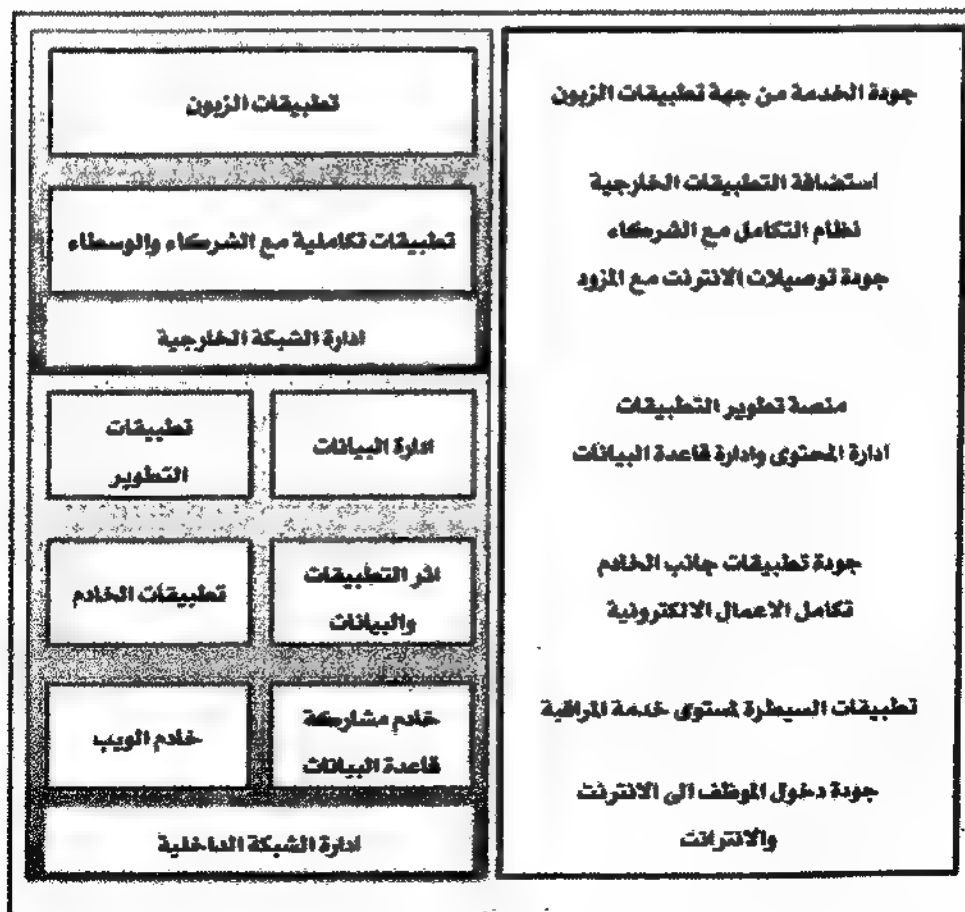 جودة الخدمة من جهة تطبيقات الزبون
استضافة التطبيقات الخارجية
نظام التكامل مع الشركاء
جودة توصيلات الانترنت مع المزود
منصة تطوير التطبيقات
ادارة المحتوى وادارة قاعدة البيانات
جودة تطبيقات جانب الخادم
تكامل الاعمال الالكترونية
تطبيقات السيطرة لمستوى خدمة المراقبة
جودة دخول الموظف الى الانترنت
والانترانت
تطبيقات الزبون
تطبيقات تكاملية مع الشركاء والوسطاء
ادارة الشبكة الخارجية
ادارة البيانات
تطبيقات
التطوير
اثر التطبيقات
والبيانات
تطبيقات الخادم
خادم مشاركة
قاعدة البيانات
خادم الويب
ادارة الشبكة الداخلية